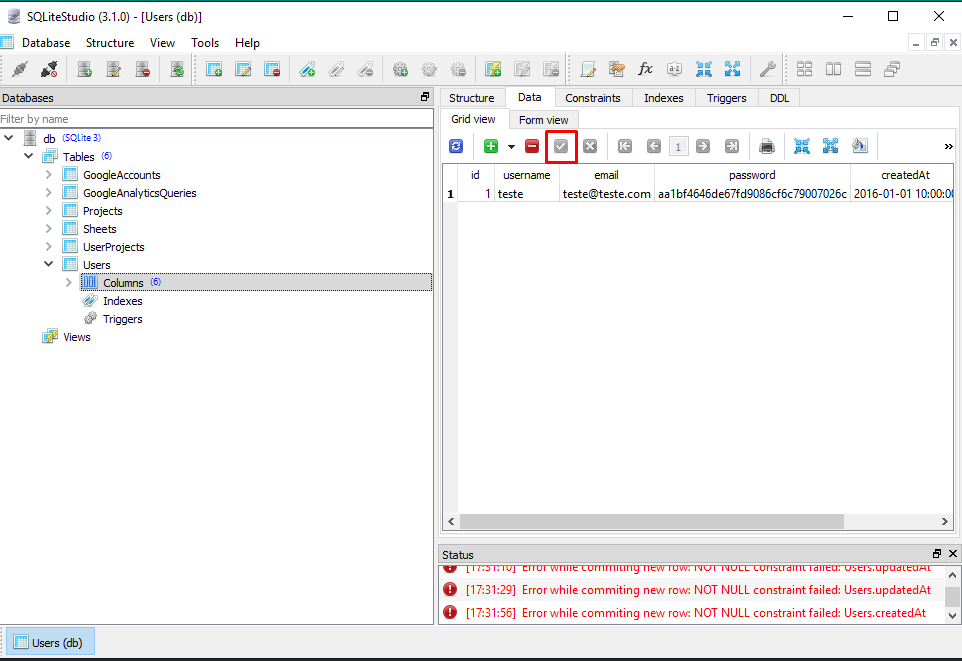 SQLiteStudio (3.1.0) - [Users (db)]
Database Structure View Tools Help
Databases
Filter by name
db (SQLite 3)
Tables (6)
GoogleAccounts
GoogleAnalyticsQueries
Projects
Sheets
UserProjects
Users
Columns (6)
Indexes
Triggers
Views
Structure Data Constraints Indexes Triggers DDL
Grid view Form view
1
id username email password createdAt
1 1 teste teste@teste.com aa1bf4646de67fd9086cf6c79007026c 2016-01-01 10:00:00
Status
[17:31:10] Error while commiting new row: NOT NULL constraint failed: Users.updatedAt
[17:31:29] Error while commiting new row: NOT NULL constraint failed: Users.updatedAt
[17:31:56] Error while commiting new row: NOT NULL constraint failed: Users.createdAt
Users (db)